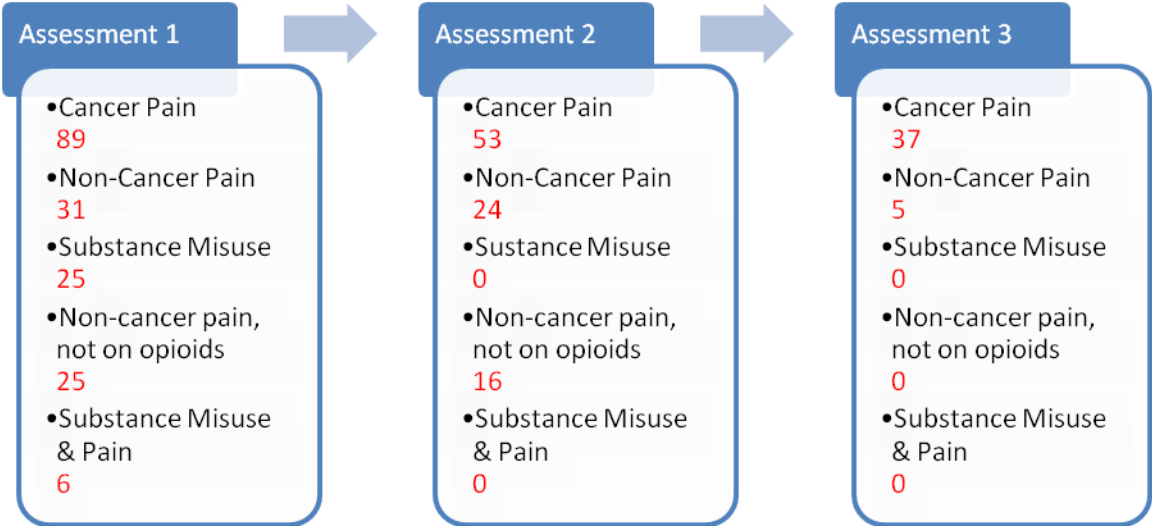 Assessment 1
•Cancer Pain
89
•Non-Cancer Pain
31
•Substance Misuse
25
•Non-cancer pain,
not on opioids
25
•Substance Misuse
& Pain
6
Assessment 2
•Cancer Pain
53
•Non-Cancer Pain
24
•Sustance Misuse
0
•Non-cancer pain,
not on opioids
16
•Substance Misuse
& Pain
0
Assessment 3
•Cancer Pain
37
•Non-Cancer Pain
5
•Substance Misuse
0
•Non-cancer pain,
not on opioids
0
•Substance Misuse
& Pain
0